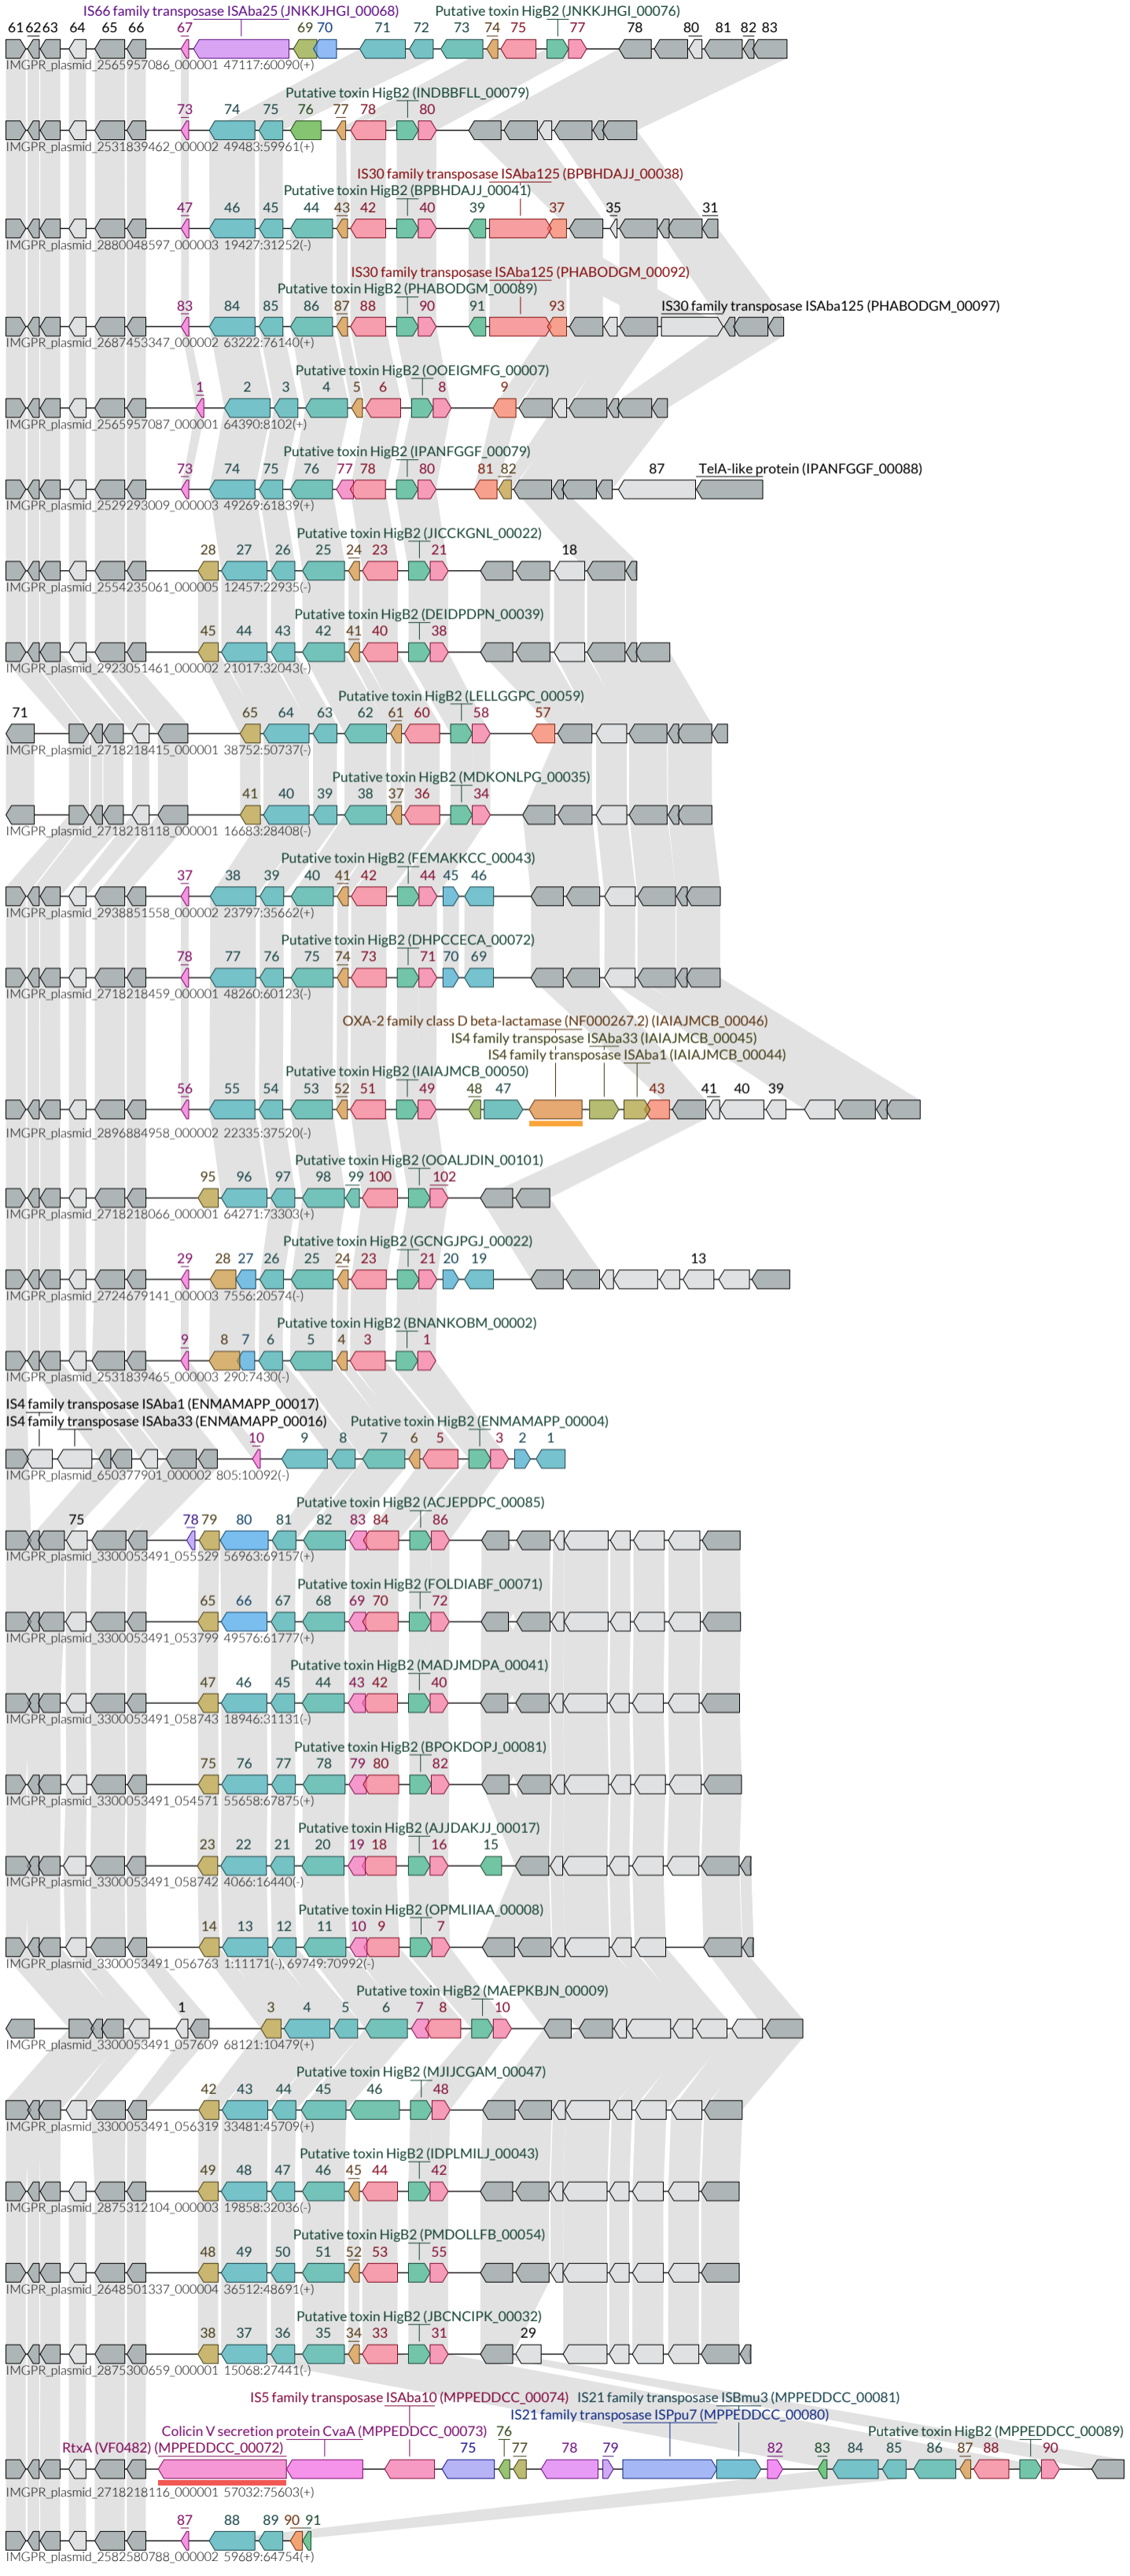 IS66 family transposase ISAba25 (JNKKJHGI_00068) Putative toxin HigB2 (JNKKJHGI_00076)
61 62 63 64 65 66 67 69 70 71 72 73 74 75 77 78 80 81 82 83
IMGPR_plasmid_2565957086_000001 47117:60090(+)
Putative toxin HigB2 (INDBBFLL_00079)
73 74 75 76 77 78 80
IMGPR_plasmid_2531839462_000002 49483:59961(+)
IS30 family transposase ISAba125 (BPBHDAJJ_00038)
Putative toxin HigB2 (BPBHDAJJ_00041)
47 46 45 44 43 42 40 39 37 35 31
IMGPR_plasmid_2880048597_000003 19427:31252(-)
IS30 family transposase ISAba125 (PHABODGM_00092)
Putative toxin HigB2 (PHABODGM_00089)
83 84 85 86 87 88 90 91 93 IS30 family transposase ISAba125 (PHABODGM_00097)
IMGPR_plasmid_2687453347_000002 63222:76140(+)
Putative toxin HigB2 (OOEIGMFG_00007)
1 2 3 4 5 6 8 9
IMGPR_plasmid_2565957087_000001 64390:8102(+)
Putative toxin HigB2 (IPANFGGF_00079)
73 74 75 76 77 78 80 81 82 87 TelA-like protein (IPANFGGF_00088)
IMGPR_plasmid_2529293009_000003 49269:61839(+)
Putative toxin HigB2 (JICCKGNL_00022)
28 27 26 25 24 23 21 18
IMGPR_plasmid_2554235061_000005 12457:22935(-)
Putative toxin HigB2 (DEIDPDPN_00039)
45 44 43 42 41 40 38
IMGPR_plasmid_2923051461_000002 21017:32043(-)
Putative toxin HigB2 (LELLGGPC_00059)
71 65 64 63 62 61 60 58 57
IMGPR_plasmid_2718218415_000001 38752:50737(-)
Putative toxin HigB2 (MDKONLPG_00035)
41 40 39 38 37 36 34
IMGPR_plasmid_2718218118_000001 16683:28408(-)
Putative toxin HigB2 (FEMAKKCC_00043)
37 38 39 40 41 42 44 45 46
IMGPR_plasmid_2938851558_000002 23797:35662(+)
Putative toxin HigB2 (DHPCCECA_00072)
78 77 76 75 74 73 71 70 69
IMGPR_plasmid_2718218459_000001 48260:60123(-)
OXA-2 family class D beta-lactamase (NF000267.2) (IAIAJMCB_00046)
IS4 family transposase ISAba33 (IAIAJMCB_00045)
IS4 family transposase ISAba1 (IAIAJMCB_00044)
Putative toxin HigB2 (IAIAJMCB_00050)
56 55 54 53 52 51 49 48 47 43 41 40 39
IMGPR_plasmid_2896884958_000002 22335:37520(-)
Putative toxin HigB2 (OOALJDIN_00101)
95 96 97 98 99 100 102
IMGPR_plasmid_2718218066_000001 64271:73303(+)
Putative toxin HigB2 (GCNGJPGJ_00022)
29 28 27 26 25 24 23 21 20 19 13
IMGPR_plasmid_2724679141_000003 7556:20574(-)
Putative toxin HigB2 (BNANKOBM_00002)
9 8 7 6 5 4 3 1
IMGPR_plasmid_2531839465_000003 290:7430(-)
IS4 family transposase ISAba1 (ENMAMAPP_00017)
IS4 family transposase ISAba33 (ENMAMAPP_00016) Putative toxin HigB2 (ENMAMAPP_00004)
10 9 8 7 6 5 3 2 1
IMGPR_plasmid_650377901_000002 805:10092(-)
Putative toxin HigB2 (ACJEPDPC_00085)
75 78 79 80 81 82 83 84 86
IMGPR_plasmid_3300053491_055529 56963:69157(+)
Putative toxin HigB2 (FOLDIABF_00071)
65 66 67 68 69 70 72
IMGPR_plasmid_3300053491_053799 49576:61777(+)
Putative toxin HigB2 (MADJMDPA_00041)
47 46 45 44 43 42 40
IMGPR_plasmid_3300053491_058743 18946:31131(-)
Putative toxin HigB2 (BPOKDOPJ_00081)
75 76 77 78 79 80 82
IMGPR_plasmid_3300053491_054571 55658:67875(+)
Putative toxin HigB2 (AJJDAKJJ_00017)
23 22 21 20 19 18 16 15
IMGPR_plasmid_3300053491_058742 4066:16440(-)
Putative toxin HigB2 (OPMLIIAA_00008)
14 13 12 11 10 9 7
IMGPR_plasmid_3300053491_056763 1:11171(-), 69749:70992(-)
Putative toxin HigB2 (MAEPKBJN_00009)
1 3 4 5 6 7 8 10
IMGPR_plasmid_3300053491_057609 68121:10479(+)
Putative toxin HigB2 (MJIJCGAM_00047)
42 43 44 45 46 48
IMGPR_plasmid_3300053491_056319 33481:45709(+)
Putative toxin HigB2 (IDPLMILJ_00043)
49 48 47 46 45 44 42
IMGPR_plasmid_2875312104_000003 19858:32036(-)
Putative toxin HigB2 (PMDOLLFB_00054)
48 49 50 51 52 53 55
IMGPR_plasmid_2648501337_000004 36512:48691(+)
Putative toxin HigB2 (JBCNCIPK_00032)
38 37 36 35 34 33 31 29
IMGPR_plasmid_2875300659_000001 15068:27441(-)
IS5 family transposase ISAba10 (MPPEDDCC_00074) IS21 family transposase ISBmu3 (MPPEDDCC_00081)
IS21 family transposase ISPpu7 (MPPEDDCC_00080)
Colicin V secretion protein CvaA (MPPEDDCC_00073) 76 Putative toxin HigB2 (MPPEDDCC_00089)
RtxA (VF0482) (MPPEDDCC_00072) 75 77 78 79 82 83 84 85 86 87 88 90
IMGPR_plasmid_2718218116_000001 57032:75603(+)
87 88 89 90 91
IMGPR_plasmid_2582580788_000002 59689:64754(+)